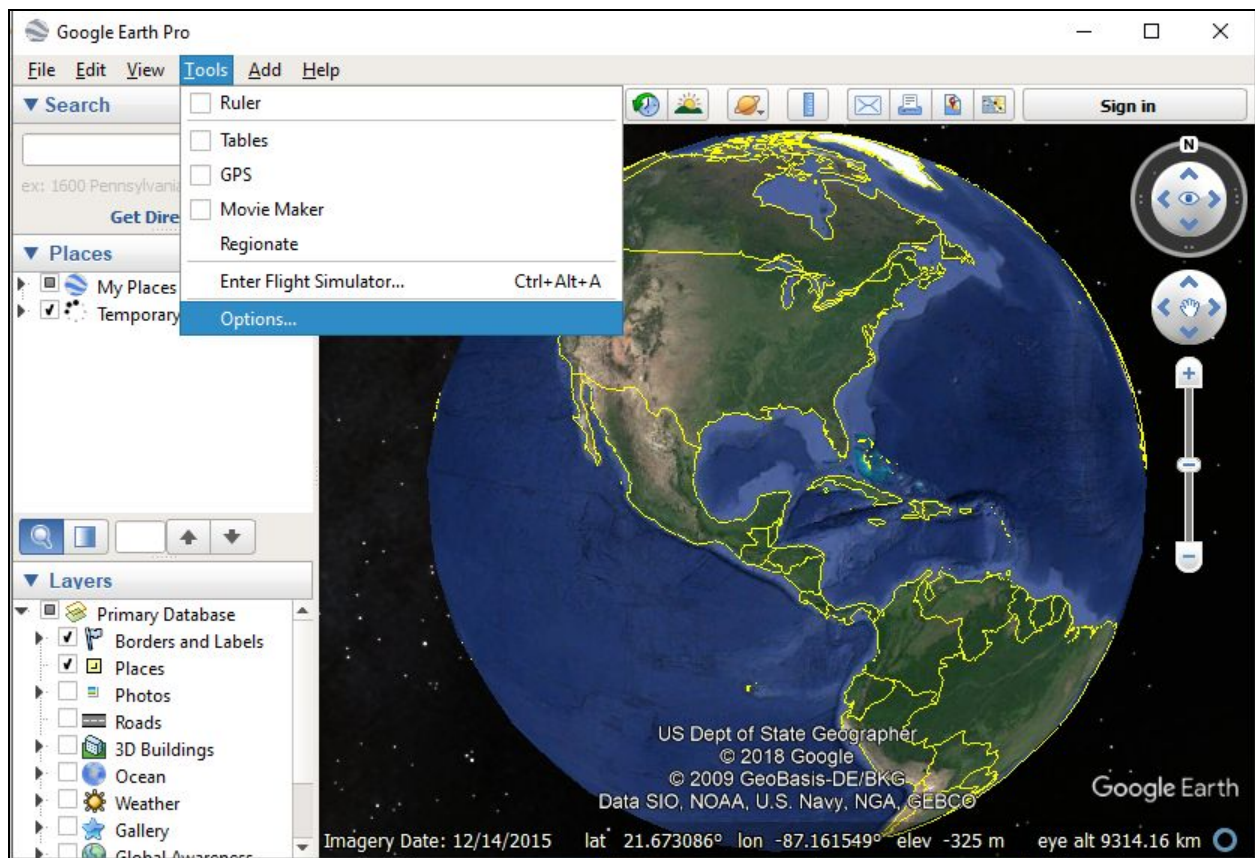 Google Earth Pro
File Edit View Tools Add Help
Search
Sign in
Ruler
Tables
GPS
Movie Maker
Regionate
Enter Flight Simulator... Ctrl+Alt+A
Options...
ex: 1600 Pennsylvania
Get Dire
Places
My Places
Temporary
Layers
Primary Database
Borders and Labels
Places
Photos
Roads
3D Buildings
Ocean
Weather
Gallery
Global Awareness
N
US Dept of State Geographer
© 2018 Google
© 2009 GeoBasis-DE/BKG
Data SIO, NOAA, U.S. Navy, NGA, GEBCO
Google Earth
Imagery Date: 12/14/2015 lat 21.673086° lon -87.161549° elev -325 m eye alt 9314.16 km